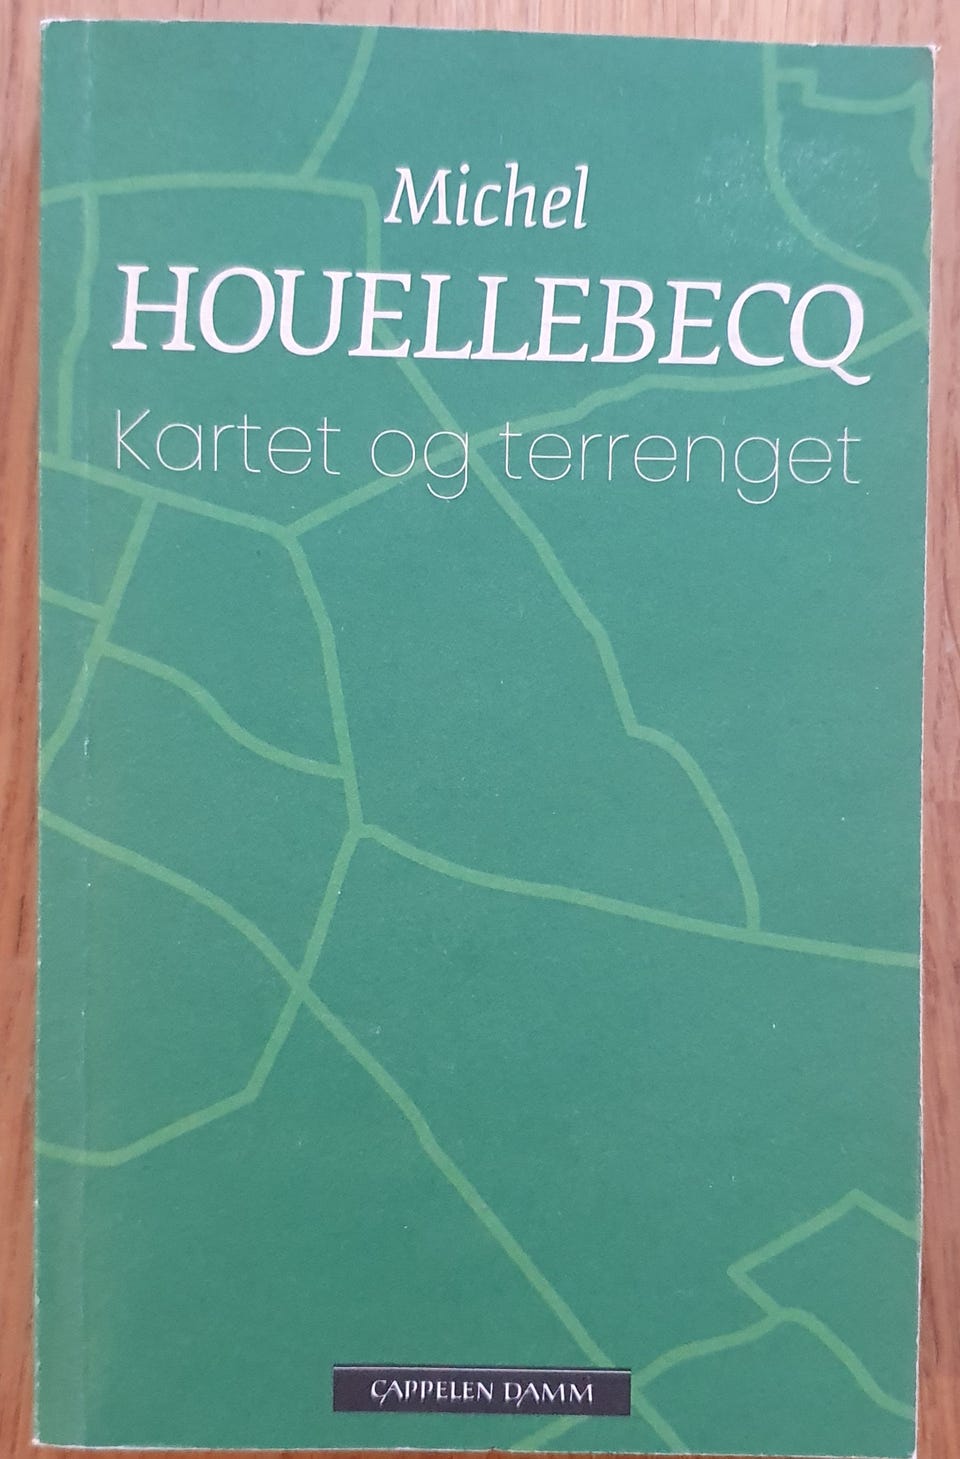 Michel
HOUELLEBECQ
Kartet og terrenget
CAPPELEN DAMM